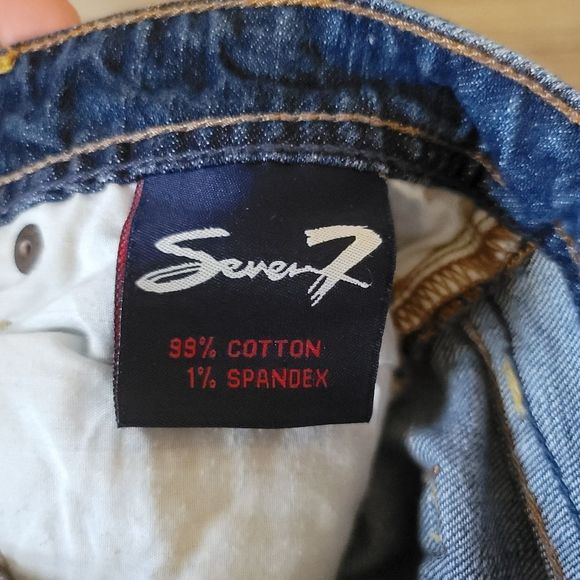 Seven7
99% COTTON
1% SPANDEX